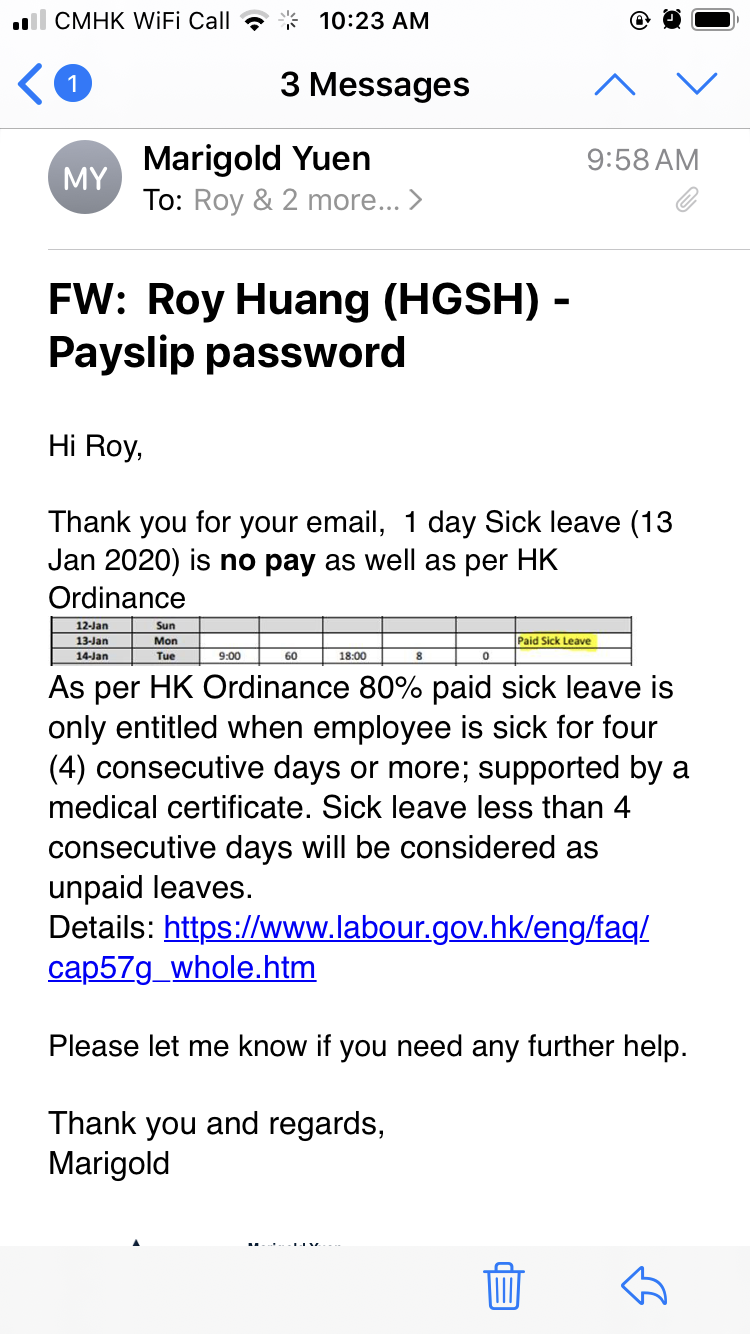 CMHK WiFi Call 10:23 AM
1 3 Messages
MY Marigold Yuen 9:58 AM
To: Roy & 2 more...
FW:  Roy Huang (HGSH) -
Payslip password
Hi Roy,
Thank you for your email,  1 day Sick leave (13
Jan 2020) is no pay as well as per HK
Ordinance
12-Jan Sun
13-Jan Mon Paid Sick Leave
14-Jan Tue 9:00 60 18:00 8 0
As per HK Ordinance 80% paid sick leave is
only entitled when employee is sick for four
(4) consecutive days or more; supported by a
medical certificate. Sick leave less than 4
consecutive days will be considered as
unpaid leaves.
Details: https://www.labour.gov.hk/eng/faq/
cap57g_whole.htm
Please let me know if you need any further help.
Thank you and regards,
Marigold